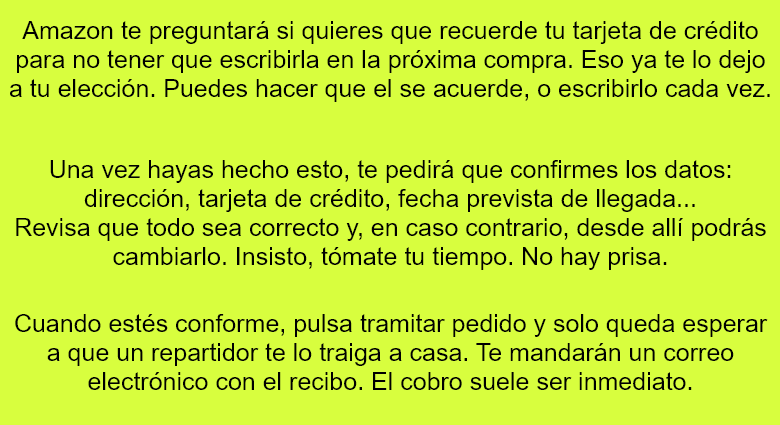 Amazon te preguntará si quieres que recuerde tu tarjeta de crédito
para no tener que escribirla en la próxima compra. Eso ya te lo dejo
a tu elección. Puedes hacer que el se acuerde, o escribirlo cada vez.
Una vez hayas hecho esto, te pedirá que confirmes los datos:
dirección, tarjeta de crédito, fecha prevista de llegada...
Revisa que todo sea correcto y, en caso contrario, desde allí podrás
cambiarlo. Insisto, tómate tu tiempo. No hay prisa.
Cuando estés conforme, pulsa tramitar pedido y solo queda esperar
a que un repartidor te lo traiga a casa. Te mandarán un correo
electrónico con el recibo. El cobro suele ser inmediato.